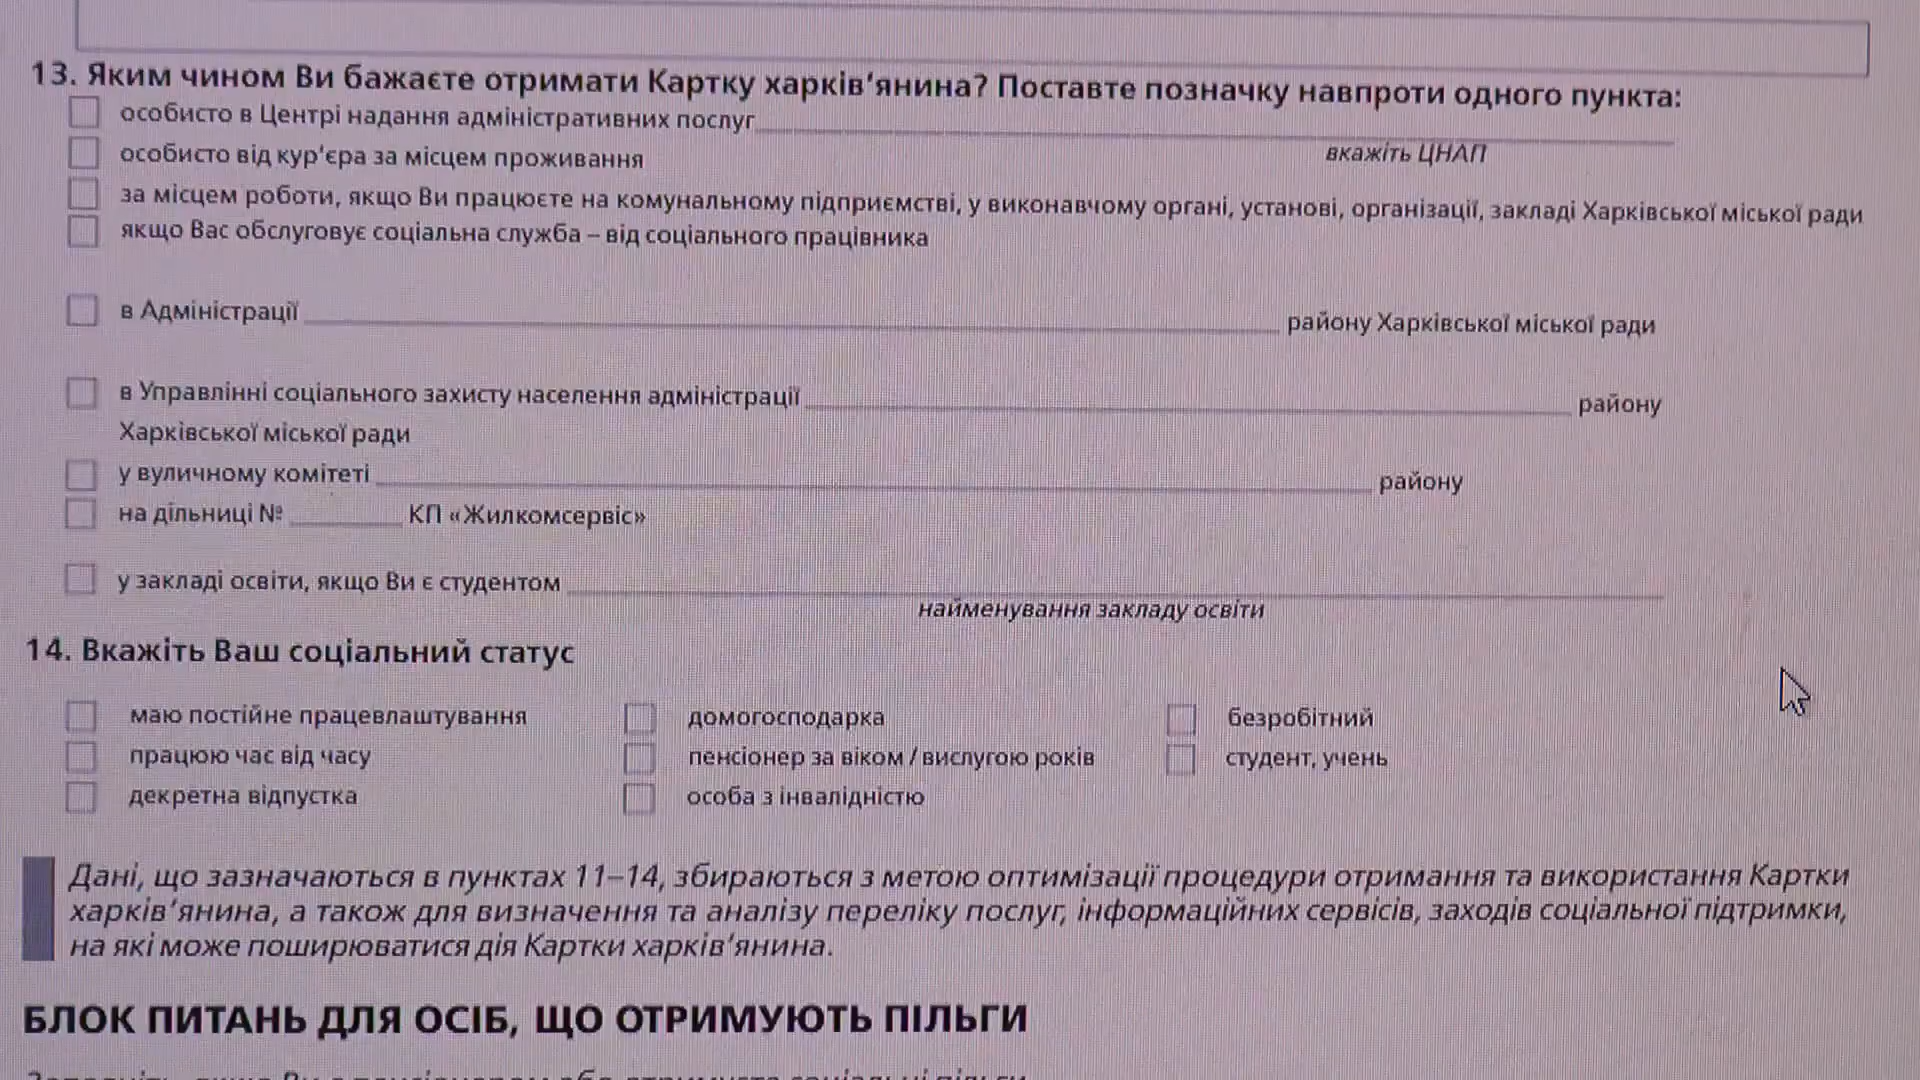 13. Яким чином Ви бажаєте отримати Картку харків’янина? Поставте позначку навпроти одного пункта:
особисто в Центрі надання адміністративних послуг
вкажіть ЦНАП
особисто від кур’єра за місцем проживання
за місцем роботи, якщо Ви працюєте на комунальному підприємстві, у виконавчому органі, установі, організації, закладі Харківської міської ради
якщо Вас обслуговує соціальна служба – від соціального працівника
в Адміністрації ____ району Харківської міської ради
в Управлінні соціального захисту населення адміністрації ____ району
Харківської міської ради
у вуличному комітеті ____ району
на дільниці № ____ КП «Жилкомсервіс»
у закладі освіти, якщо Ви є студентом
найменування закладу освіти
14. Вкажіть Ваш соціальний статус
маю постійне працевлаштування домогосподарка безробітний
працюю час від часу пенсіонер за віком / вислугою років студент, учень
декретна відпустка особа з інвалідністю
Дані, що зазначаються в пунктах 11–14, збираються з метою оптимізації процедури отримання та використання Картки
харків’янина, а також для визначення та аналізу переліку послуг, інформаційних сервісів, заходів соціальної підтримки,
на які може поширюватися дія Картки харків’янина.
БЛОК ПИТАНЬ ДЛЯ ОСІБ, ЩО ОТРИМУЮТЬ ПІЛЬГИ